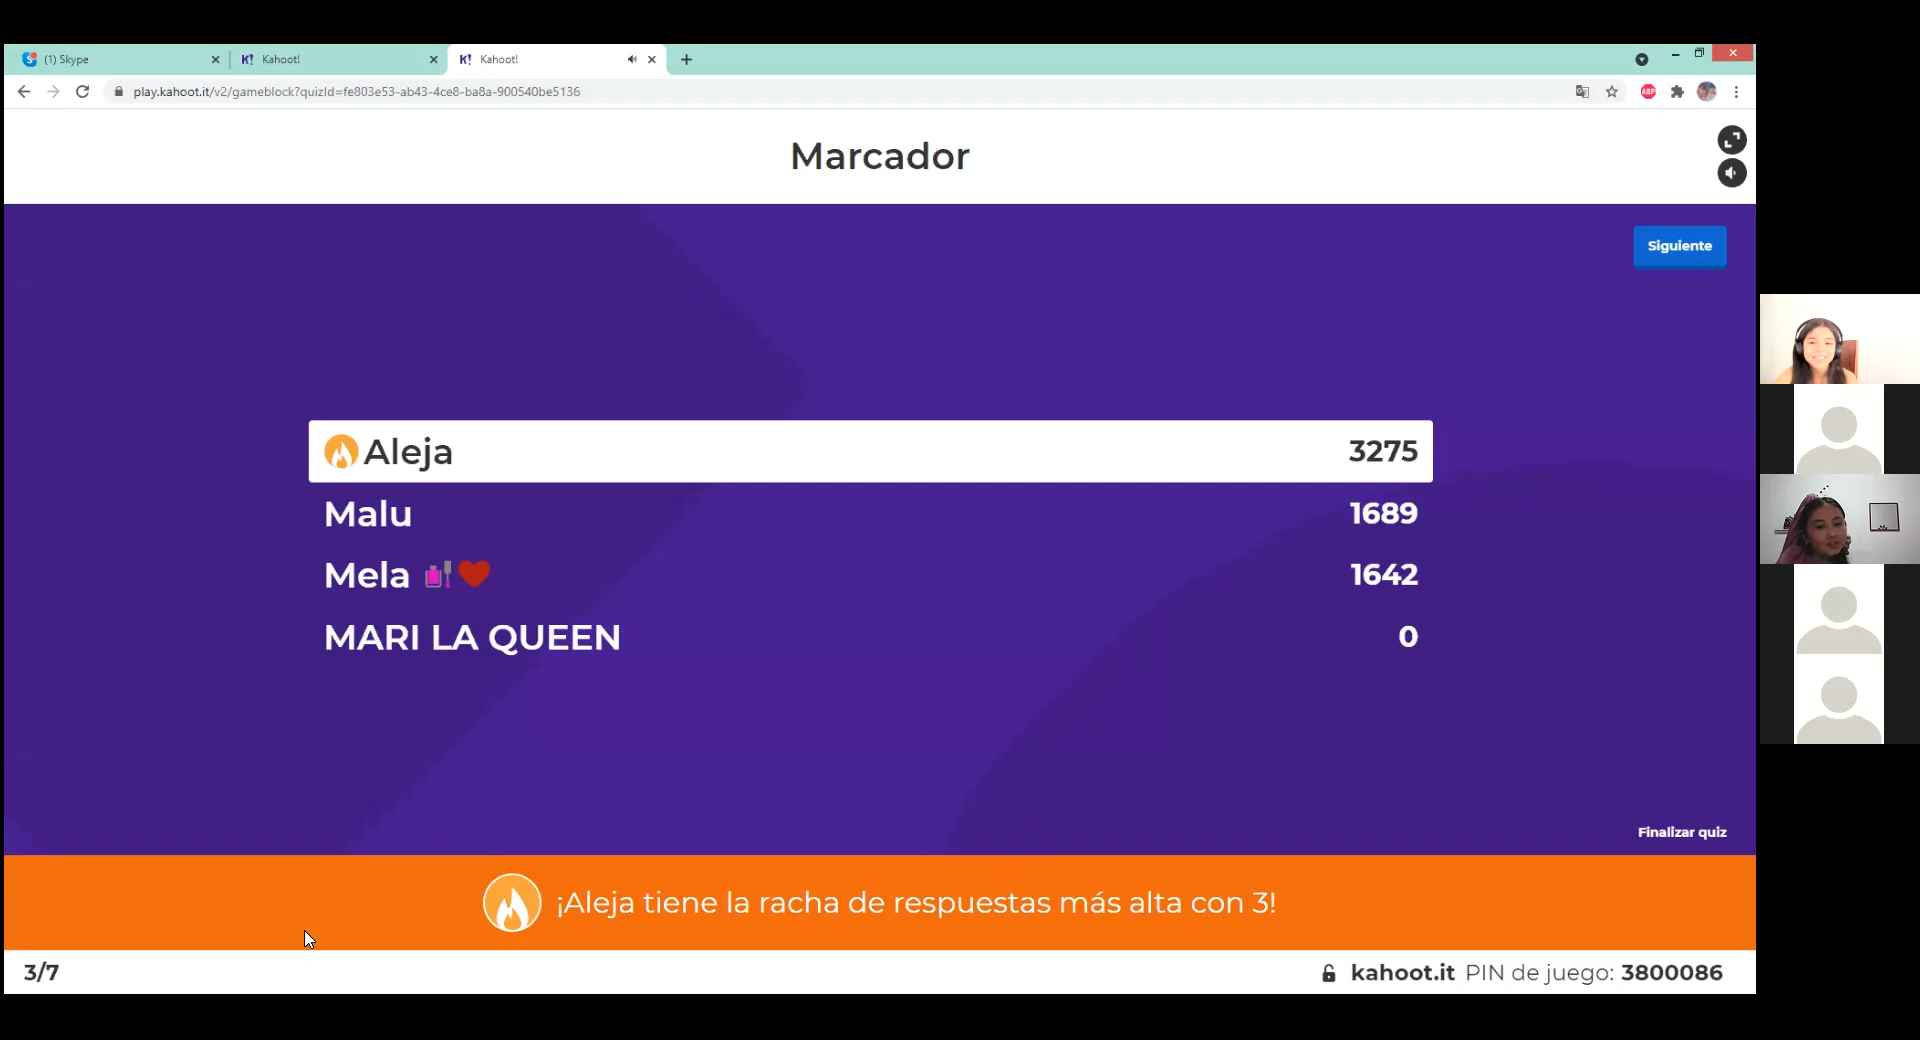 (1) Skype
K! Kahoot!
K! Kahoot!
play.kahoot.it/v2/gameblock?quizId=fe803e53-ab43-4ce8-ba8a-900540be5136
ABP
Marcador
Siguiente
Aleja 3275
Malu 1689
Mela 1642
MARI LA QUEEN 0
Finalizar quiz
¡Aleja tiene la racha de respuestas más alta con 3!
3/7
kahoot.it PIN de juego: 3800086